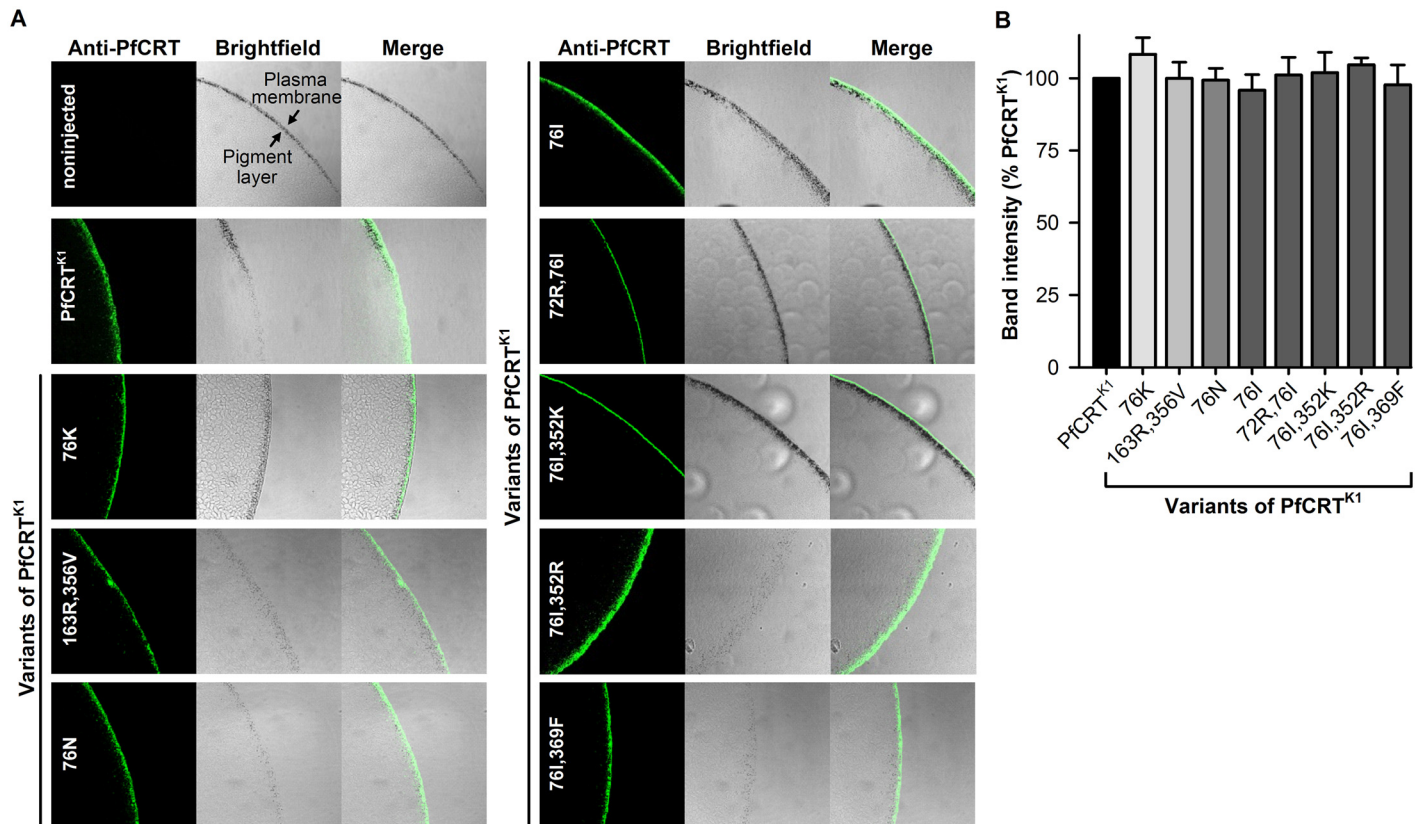 A
Anti-PfCRT Brightfield Merge
noninjected
Plasma
membrane
Pigment
layer
PfCRTᴷ¹
Variants of PfCRTᴷ¹
76K
163R,356V
76N
Anti-PfCRT Brightfield Merge
Variants of PfCRTᴷ¹
76I
72R,76I
76I,352K
76I,352R
76I,369F
B
Band intensity (% PfCRTᴷ¹)
100
75
50
25
0
PfCRTᴷ¹
76K
163R,356V
76N
76I
72R,76I
76I,352K
76I,352R
76I,369F
Variants of PfCRTᴷ¹